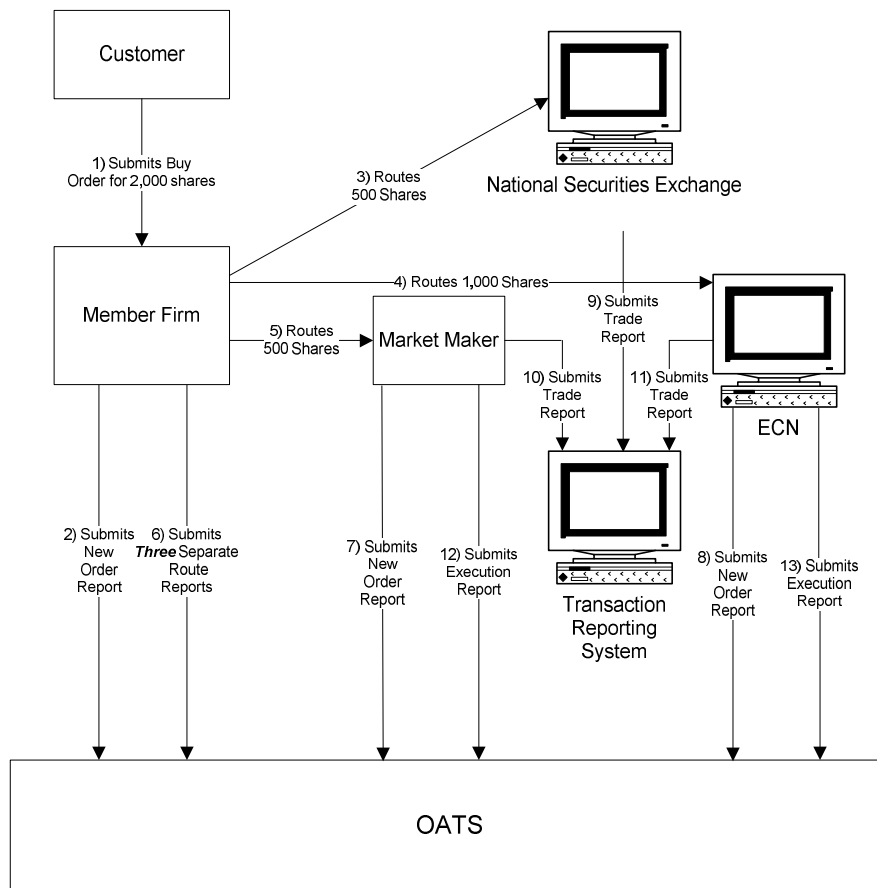 Customer
1) Submits Buy
Order for 2,000 shares
3) Routes
500 Shares
National Securities Exchange
Member Firm
4) Routes 1,000 Shares
5) Routes
500 Shares
Market Maker
9) Submits
Trade
Report
10) Submits
Trade
Report
11) Submits
Trade
Report
ECN
2) Submits
New
Order
Report
6) Submits
Three Separate
Route
Reports
7) Submits
New
Order
Report
12) Submits
Execution
Report
Transaction
Reporting
System
8) Submits
New
Order
Report
13) Submits
Execution
Report
OATS